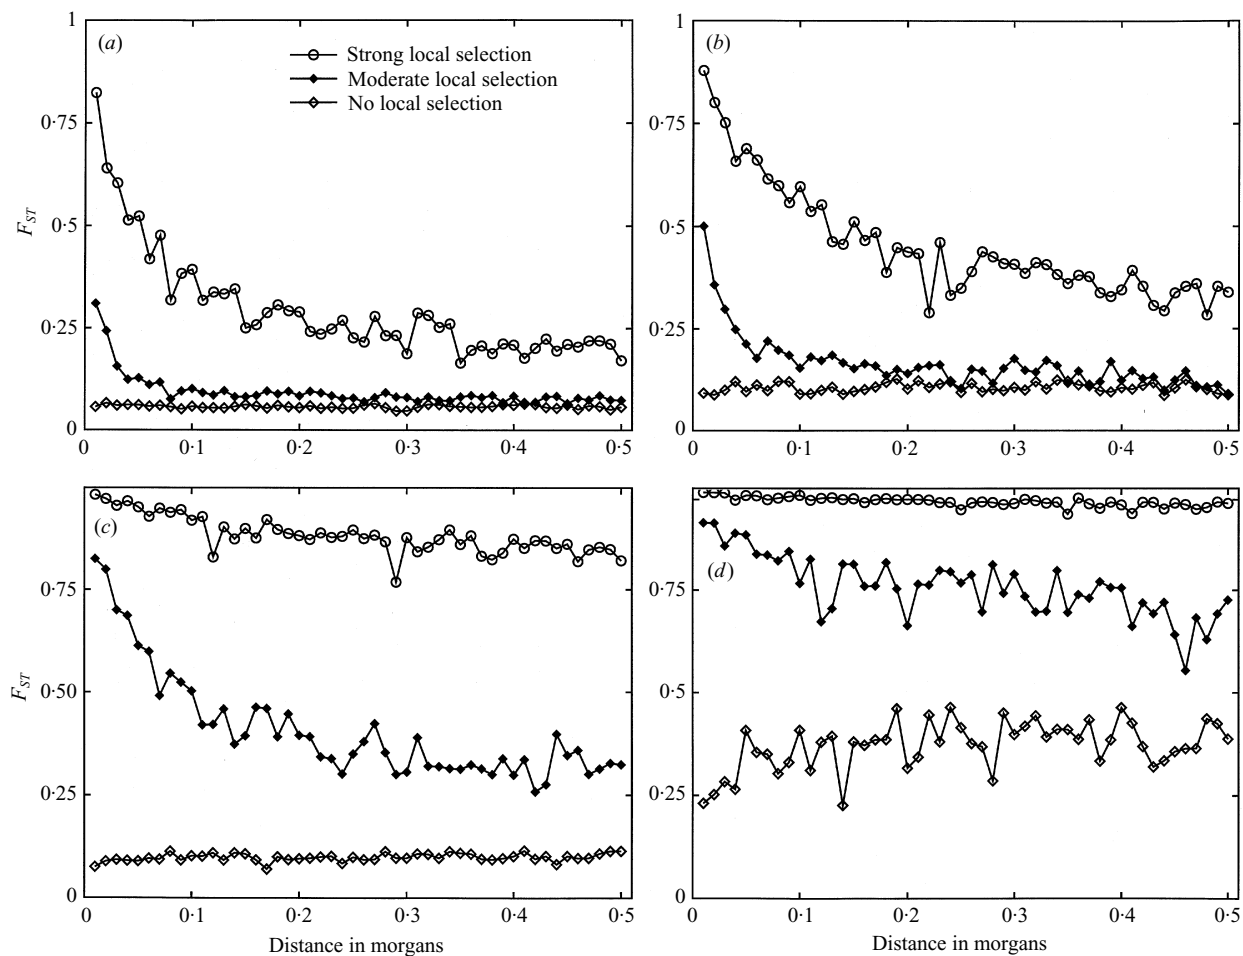 (a)
Strong local selection
Moderate local selection
No local selection
1
0·75
0·5
0·25
0
F_ST
0 0·1 0·2 0·3 0·4 0·5
(b)
1
0·75
0·5
0·25
0
0 0·1 0·2 0·3 0·4 0·5
(c)
0·75
0·50
0·25
0
F_ST
0 0·1 0·2 0·3 0·4 0·5
Distance in morgans
(d)
0·75
0·5
0·25
0
0 0·1 0·2 0·3 0·4 0·5
Distance in morgans